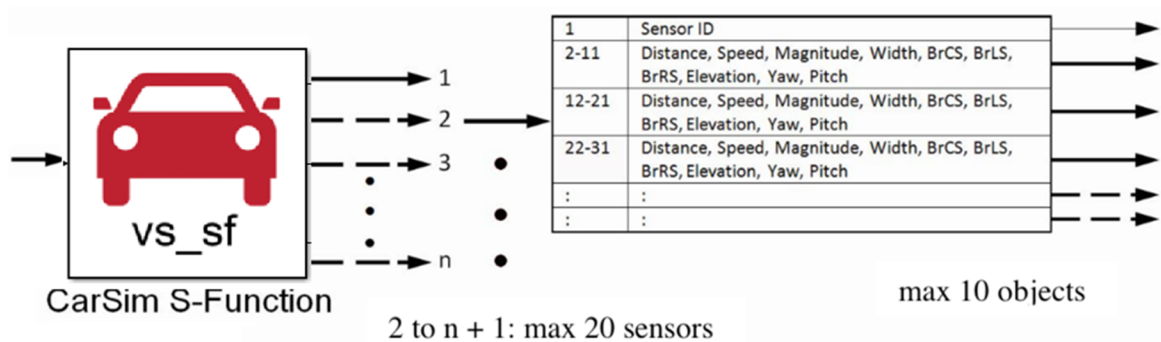 1 Sensor ID
2-11 Distance, Speed, Magnitude, Width, BrCS, BrLS,
BrRS, Elevation, Yaw, Pitch
12-21 Distance, Speed, Magnitude, Width, BrCS, BrLS,
BrRS, Elevation, Yaw, Pitch
22-31 Distance, Speed, Magnitude, Width, BrCS, BrLS,
BrRS, Elevation, Yaw, Pitch
: :
: :
1
2
3
n
vs_sf
CarSim S-Function
2 to n + 1: max 20 sensors
max 10 objects